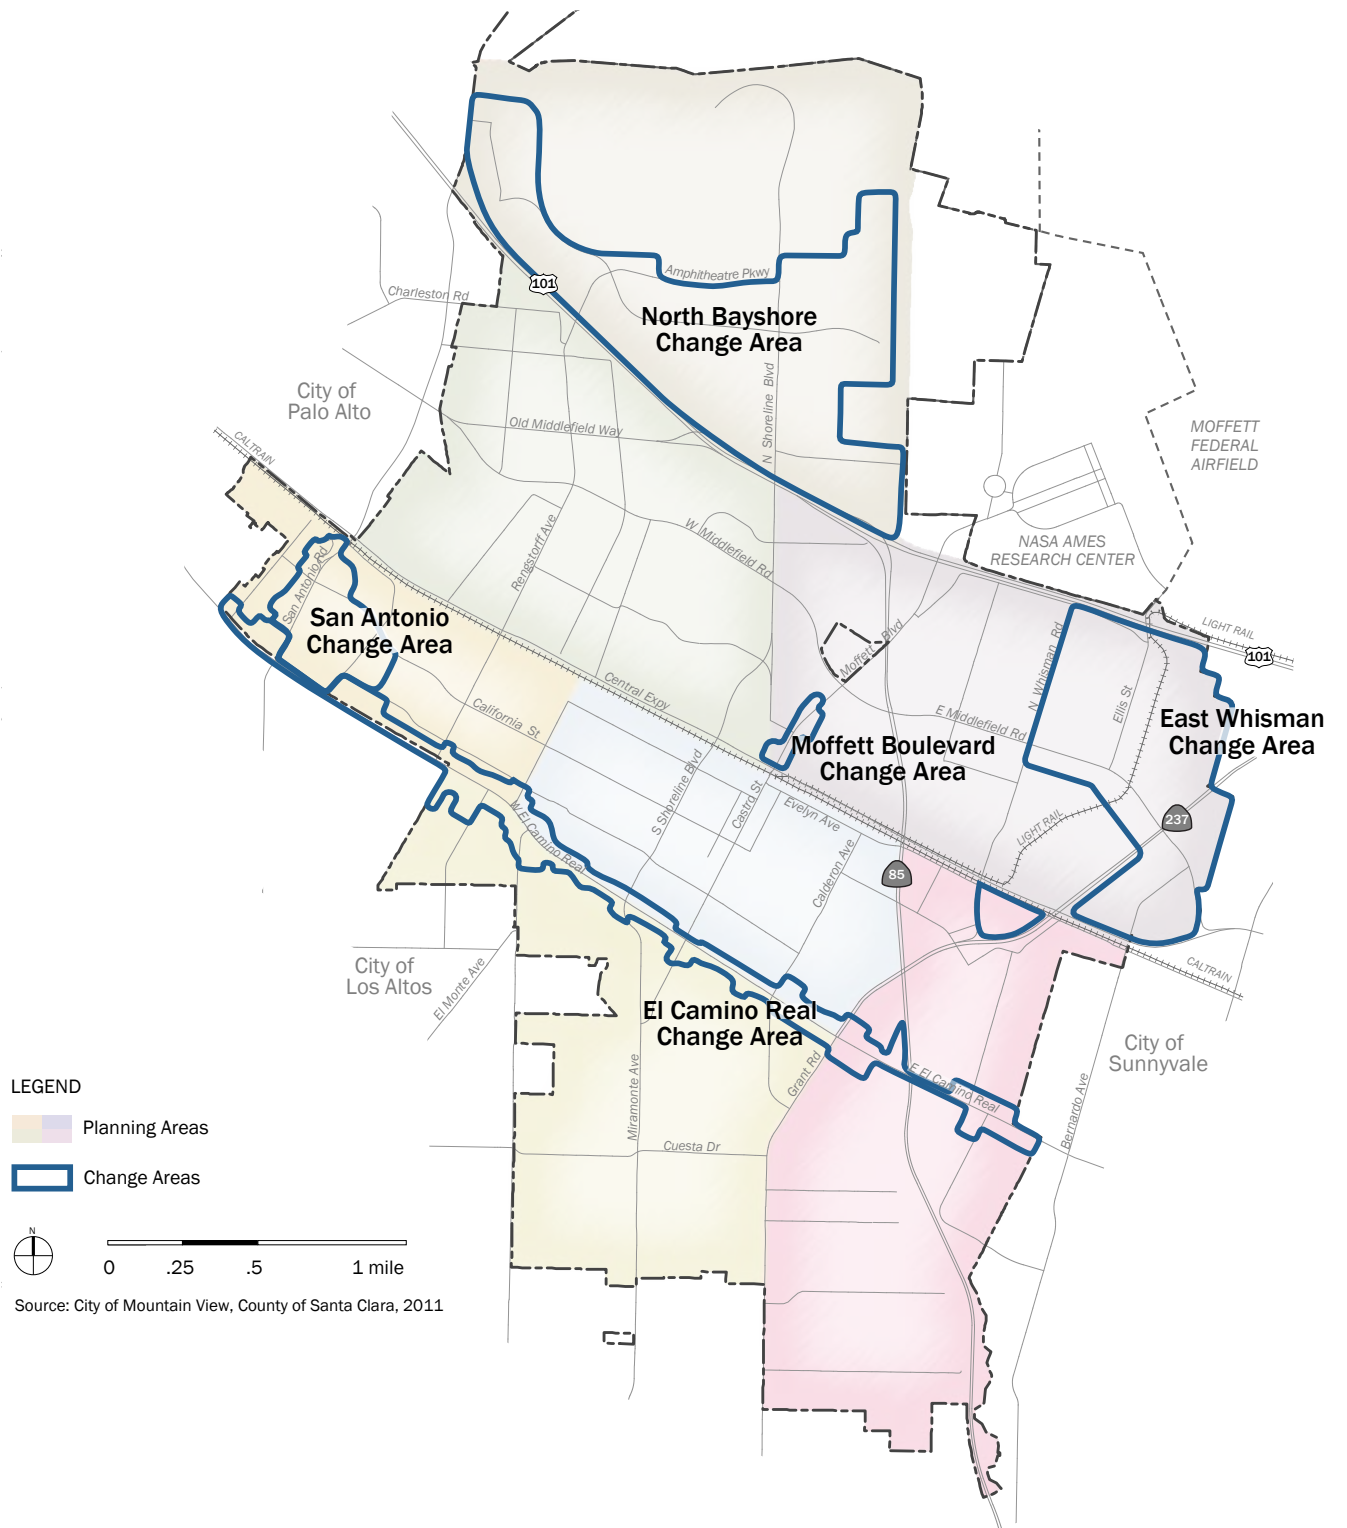 101
Charleston Rd
Amphitheatre Pkwy
North Bayshore
Change Area
City of
Palo Alto
N Shoreline Blvd
Old Middlefield Way
CALTRAIN
MOFFETT
FEDERAL
AIRFIELD
W Middlefield Rd
Rengstorff Ave
NASA AMES
RESEARCH CENTER
San Antonio Rd
San Antonio
Change Area
Moffett Blvd
N Whisman Rd
LIGHT RAIL
101
Central Expy
California St
E Middlefield Rd
Ellis St
East Whisman
Change Area
Moffett Boulevard
Change Area
S Shoreline Blvd
Castro St
Evelyn Ave
LIGHT RAIL
237
W El Camino Real
Calderon Ave
85
City of
Los Altos
El Monte Ave
CALTRAIN
El Camino Real
Change Area
City of
Sunnyvale
Miramonte Ave
Grant Rd
E El Camino Real
Bernardo Ave
Cuesta Dr
LEGEND
Planning Areas
Change Areas
N
0 .25 .5 1 mile
Source: City of Mountain View, County of Santa Clara, 2011